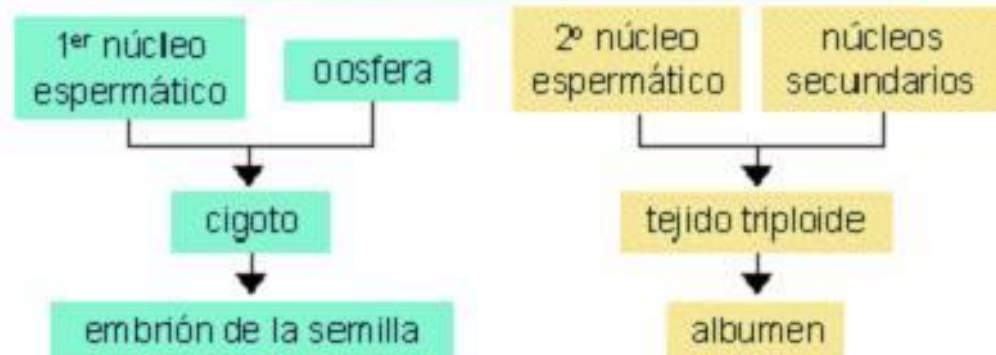 1er núcleo
espermático
oosfera
cigoto
embrión de la semilla
2º núcleo
espermático
núcleos
secundarios
tejido triploide
albumen